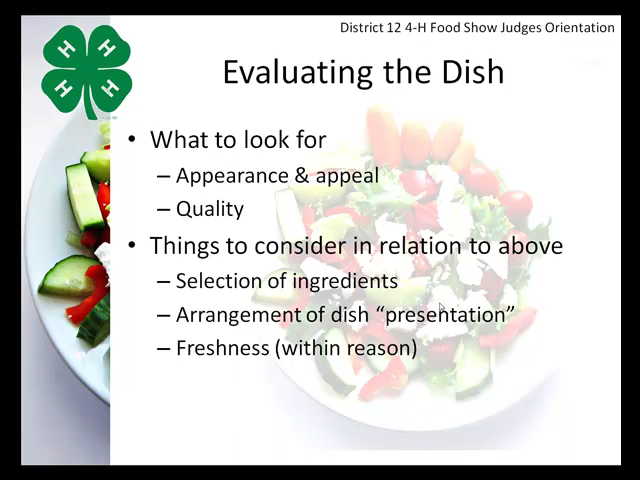 District 12 4-H Food Show Judges Orientation
H H
H H
Evaluating the Dish
• What to look for
– Appearance & appeal
– Quality
• Things to consider in relation to above
– Selection of ingredients
– Arrangement of dish “presentation”
– Freshness (within reason)